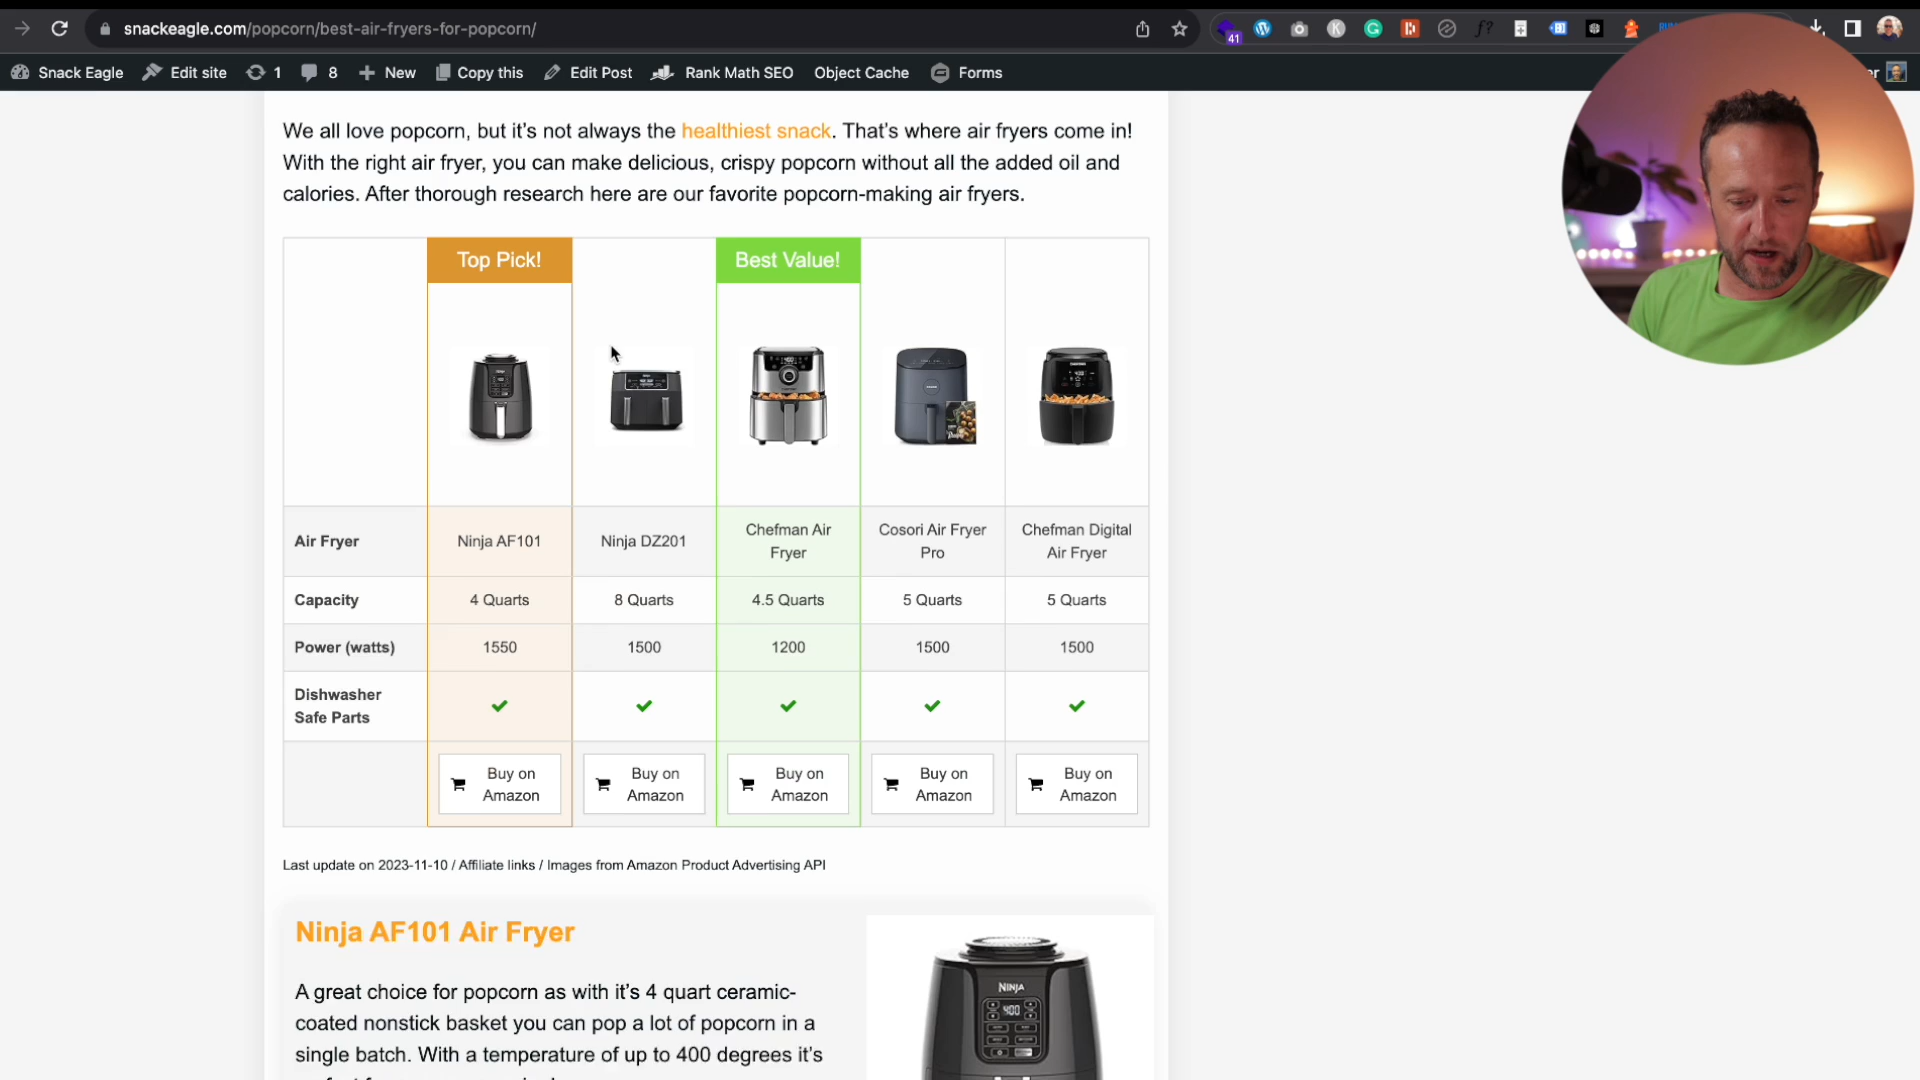 snackeagle.com/popcorn/best-air-fryers-for-popcorn/
41
Snack Eagle Edit site 1 8 New Copy this Edit Post Rank Math SEO Object Cache Forms
We all love popcorn, but it's not always the healthiest snack. That's where air fryers come in!
With the right air fryer, you can make delicious, crispy popcorn without all the added oil and
calories. After thorough research here are our favorite popcorn-making air fryers.
Top Pick! Best Value!
Air Fryer Ninja AF101 Ninja DZ201 Chefman Air Fryer Cosori Air Fryer Pro Chefman Digital Air Fryer
Capacity 4 Quarts 8 Quarts 4.5 Quarts 5 Quarts 5 Quarts
Power (watts) 1550 1500 1200 1500 1500
Dishwasher Safe Parts
Buy on Amazon Buy on Amazon Buy on Amazon Buy on Amazon Buy on Amazon
Last update on 2023-11-10 / Affiliate links / Images from Amazon Product Advertising API
Ninja AF101 Air Fryer
A great choice for popcorn as with it's 4 quart ceramic-
coated nonstick basket you can pop a lot of popcorn in a
single batch. With a temperature of up to 400 degrees it's
NINJA
400